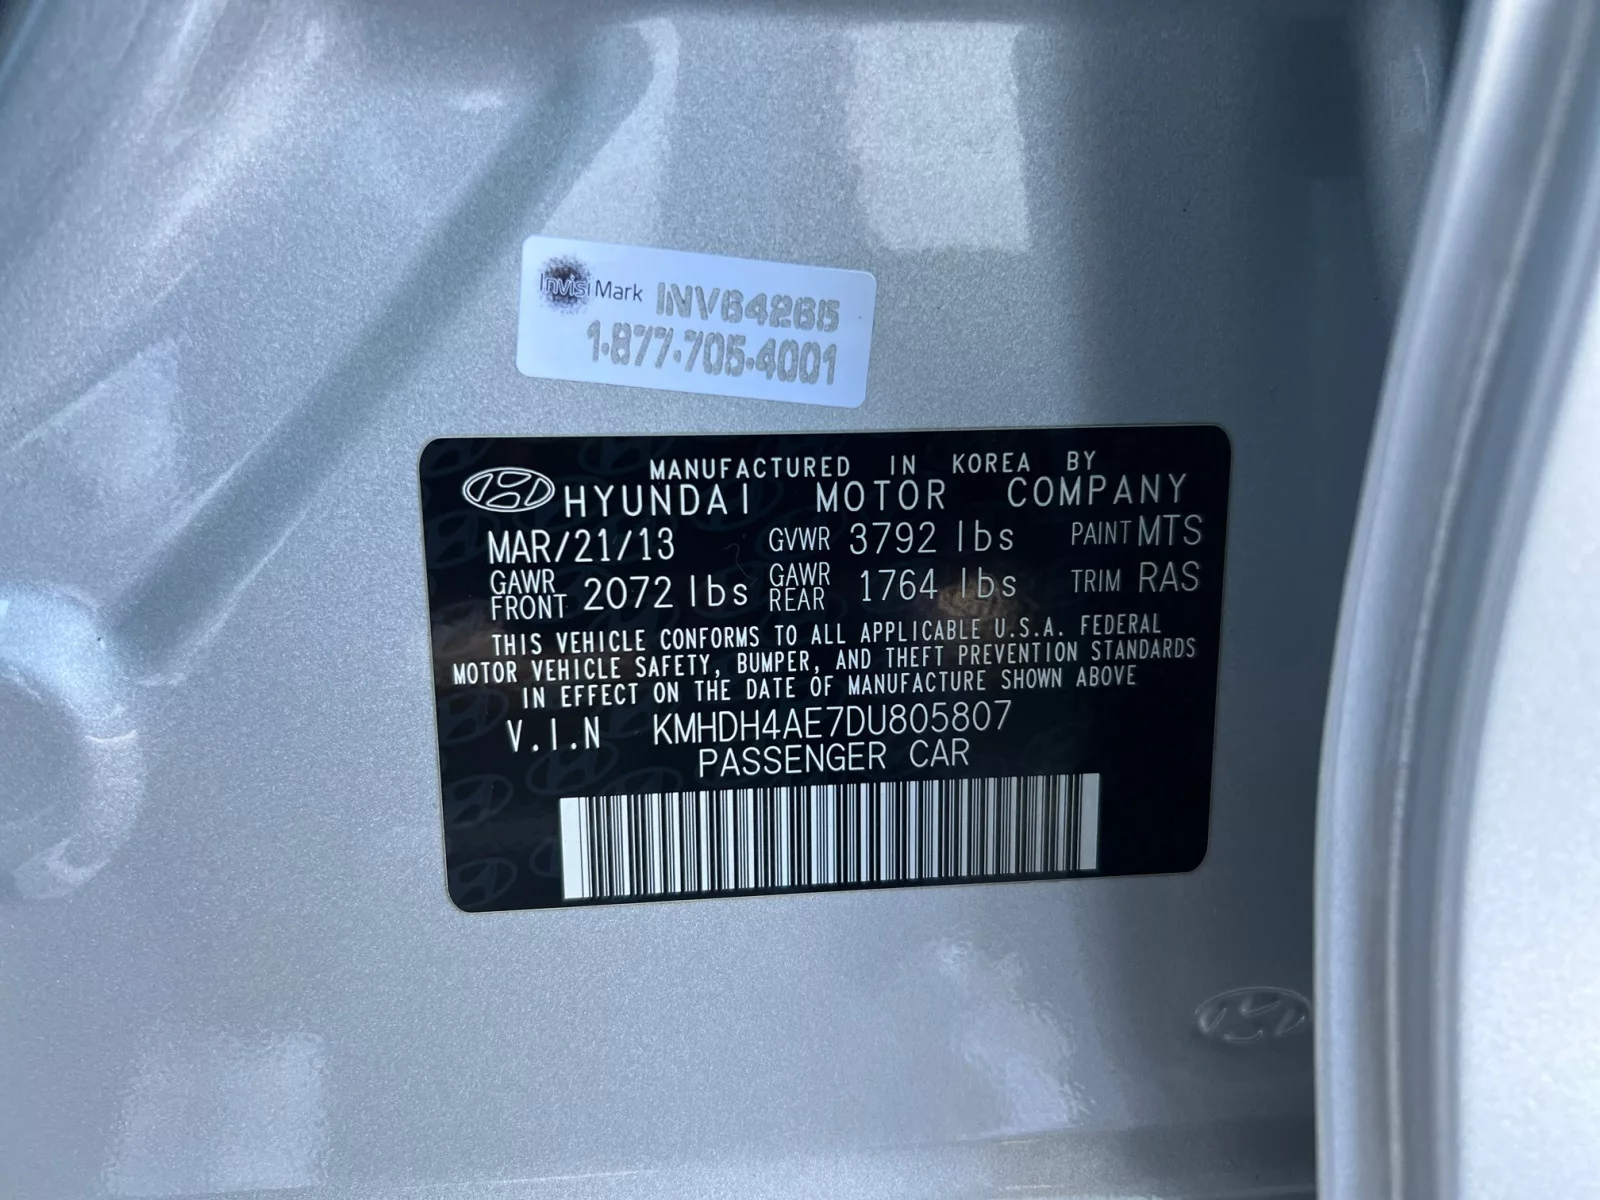 InvisiMark INV64265
1-877-705-4001
MANUFACTURED IN KOREA BY
HYUNDAI MOTOR COMPANY
MAR/21/13 GVWR 3792 lbs PAINT MTS
GAWR FRONT 2072 lbs GAWR REAR 1764 lbs TRIM RAS
THIS VEHICLE CONFORMS TO ALL APPLICABLE U.S.A. FEDERAL
MOTOR VEHICLE SAFETY, BUMPER, AND THEFT PREVENTION STANDARDS
IN EFFECT ON THE DATE OF MANUFACTURE SHOWN ABOVE
V.I.N KMHDH4AE7DU805807
PASSENGER CAR